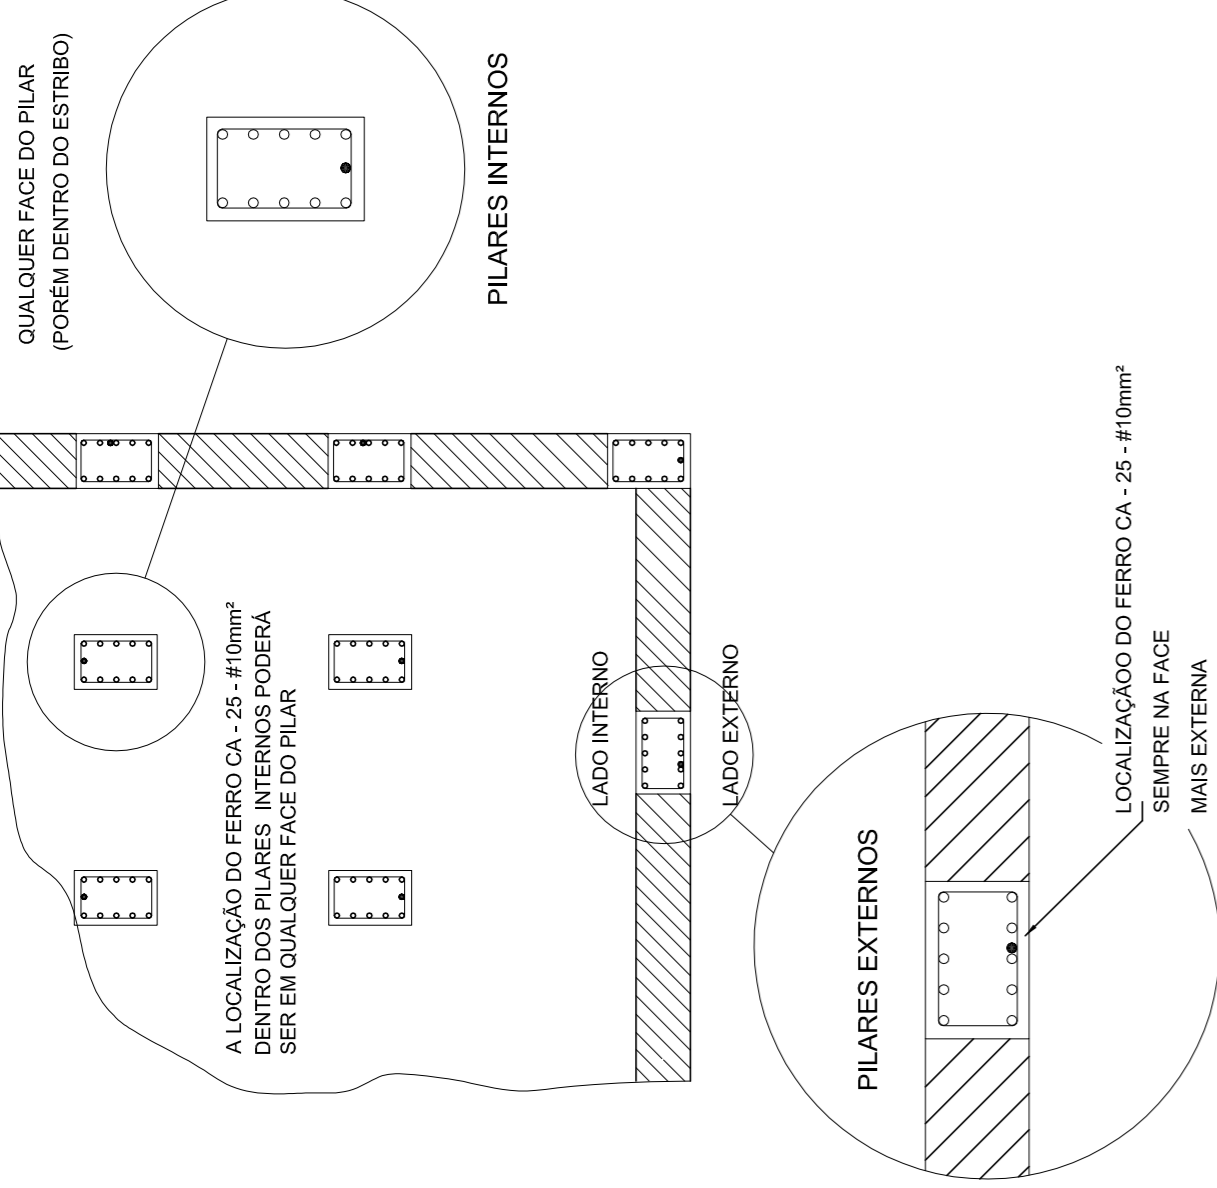 QUALQUER FACE DO PILAR
(PORÉM DENTRO DO ESTRIBO)
PILARES INTERNOS
A LOCALIZAÇÃO DO FERRO CA - 25 - #10mm²
DENTRO DOS PILARES INTERNOS PODERÁ
SER EM QUALQUER FACE DO PILAR
LADO INTERNO
LADO EXTERNO
PILARES EXTERNOS
LOCALIZAÇÃOO DO FERRO CA - 25 - #10mm²
SEMPRE NA FACE
MAIS EXTERNA